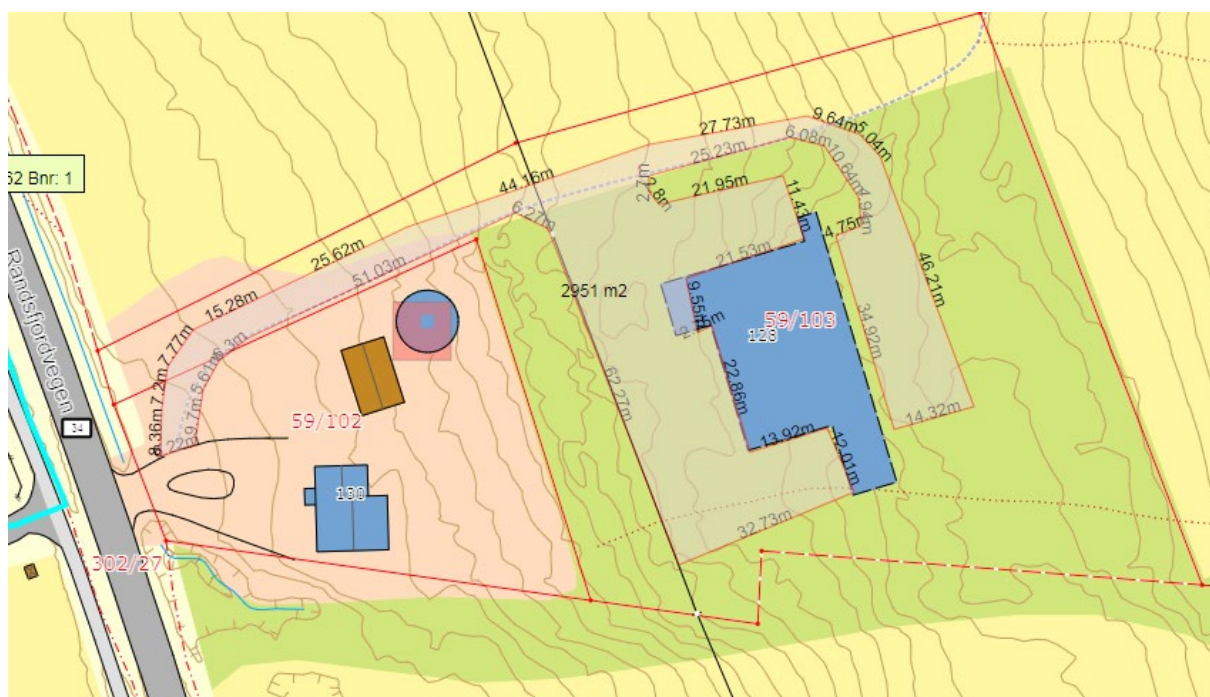 9.64m
27.73m
5.04m
6.08m
25.23m
10.64m
52 Bnr: 1
2.7m
2.8m
44.16m
21.95m
11.43m
4.94m
6.27m
4.75m
25.62m
21.53m
51.03m
46.21m
2951 m2
9.55m
15.28m
59/103
128
34.92m
Randsfjordvegen
7.77m
5.61m
22.86m
62.27m
7.2m
8.36m
59/102
14.32m
34
13.92m
12.01m
130
32.73m
302/27